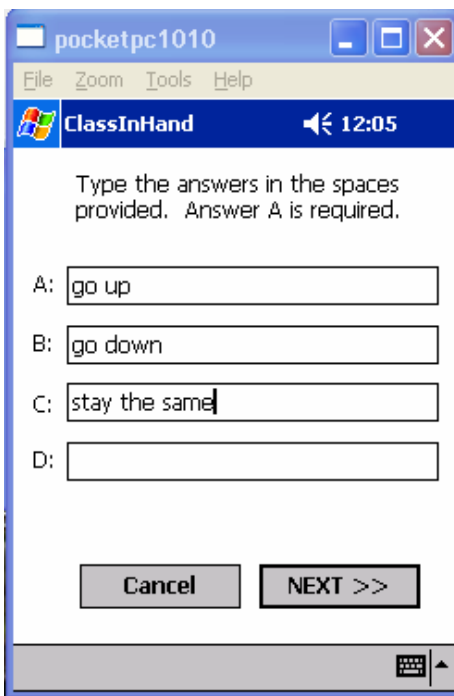 pocketpc1010
File Zoom Tools Help
ClassInHand 12:05
Type the answers in the spaces
provided. Answer A is required.
A: go up
B: go down
C: stay the same
D:
Cancel NEXT >>